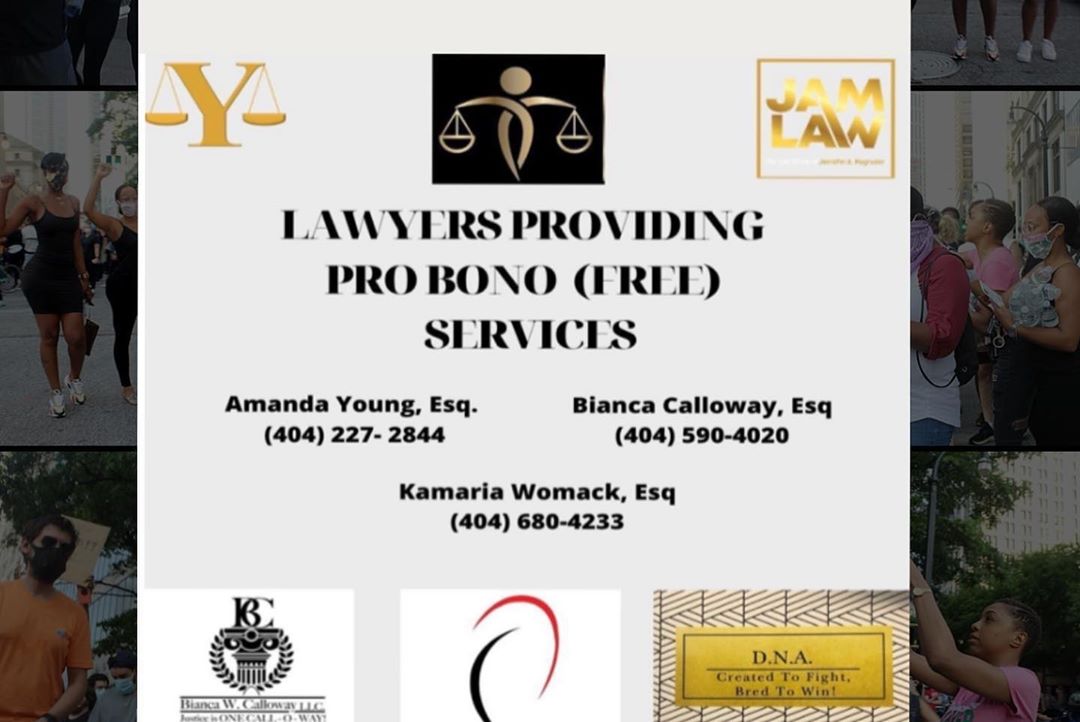 Y
JAM
LAW
LAWYERS PROVIDING
PRO BONO (FREE)
SERVICES
Amanda Young, Esq.
(404) 227- 2844
Bianca Calloway, Esq
(404) 590-4020
Kamaria Womack, Esq
(404) 680-4233
BC
Bianca W. Calloway LLC
Justice is ONE CALL-O-WAY!
D.N.A.
Created To Fight,
Bred To Win!